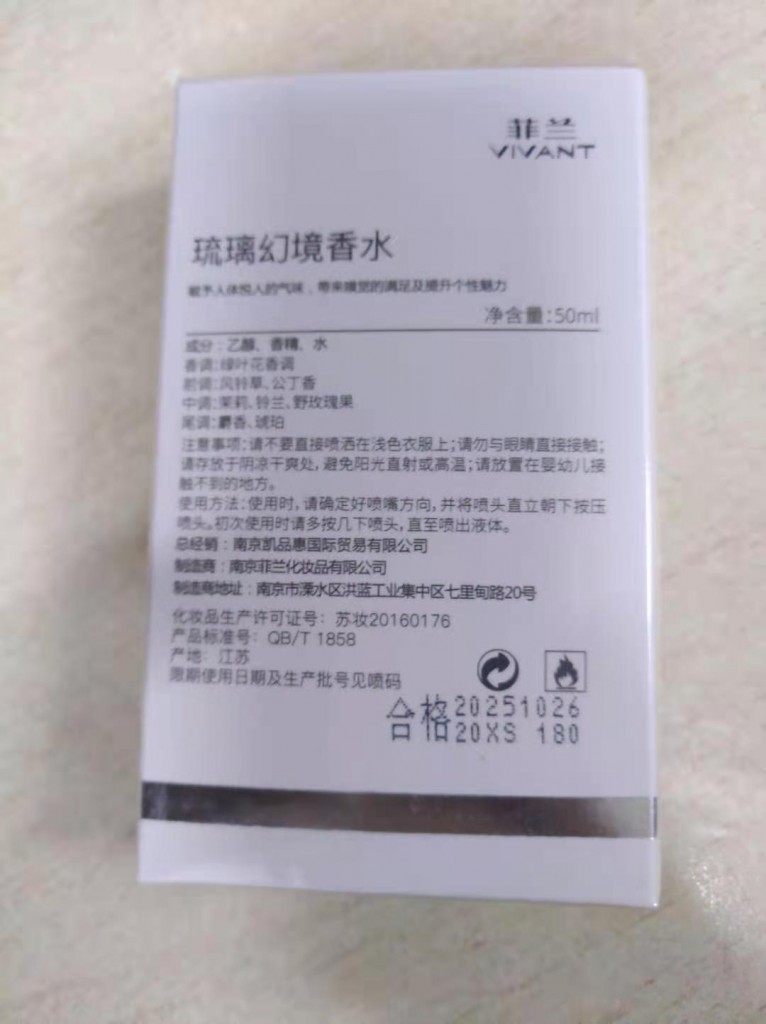 菲兰
VIVANT
琉璃幻境香水
赋予人体悦人的气味，带来嗅觉的满足及提升个性魅力
净含量:50ml
成分：乙醇、香精、水
香调:绿叶花香调
前调:风铃草、公丁香
中调:茉莉、铃兰、野玫瑰果
尾调:麝香、琥珀
注意事项:请不要直接喷洒在浅色衣服上;请勿与眼睛直接接触;
请存放于阴凉干爽处,避免阳光直射或高温;请放置在婴幼儿接
触不到的地方。
使用方法:使用时,请确定好喷嘴方向,并将喷头直立朝下按压
喷头。初次使用时请多按几下喷头,直至喷出液体。
总经销：南京凯品惠国际贸易有限公司
制造商：南京菲兰化妆品有限公司
制造商地址：南京市溧水区洪蓝工业集中区七里甸路20号
化妆品生产许可证号：苏妆20160176
产品标准号：QB/T 1858
产地：江苏
限期使用日期及生产批号见喷码
合格 20251026
20XS 180